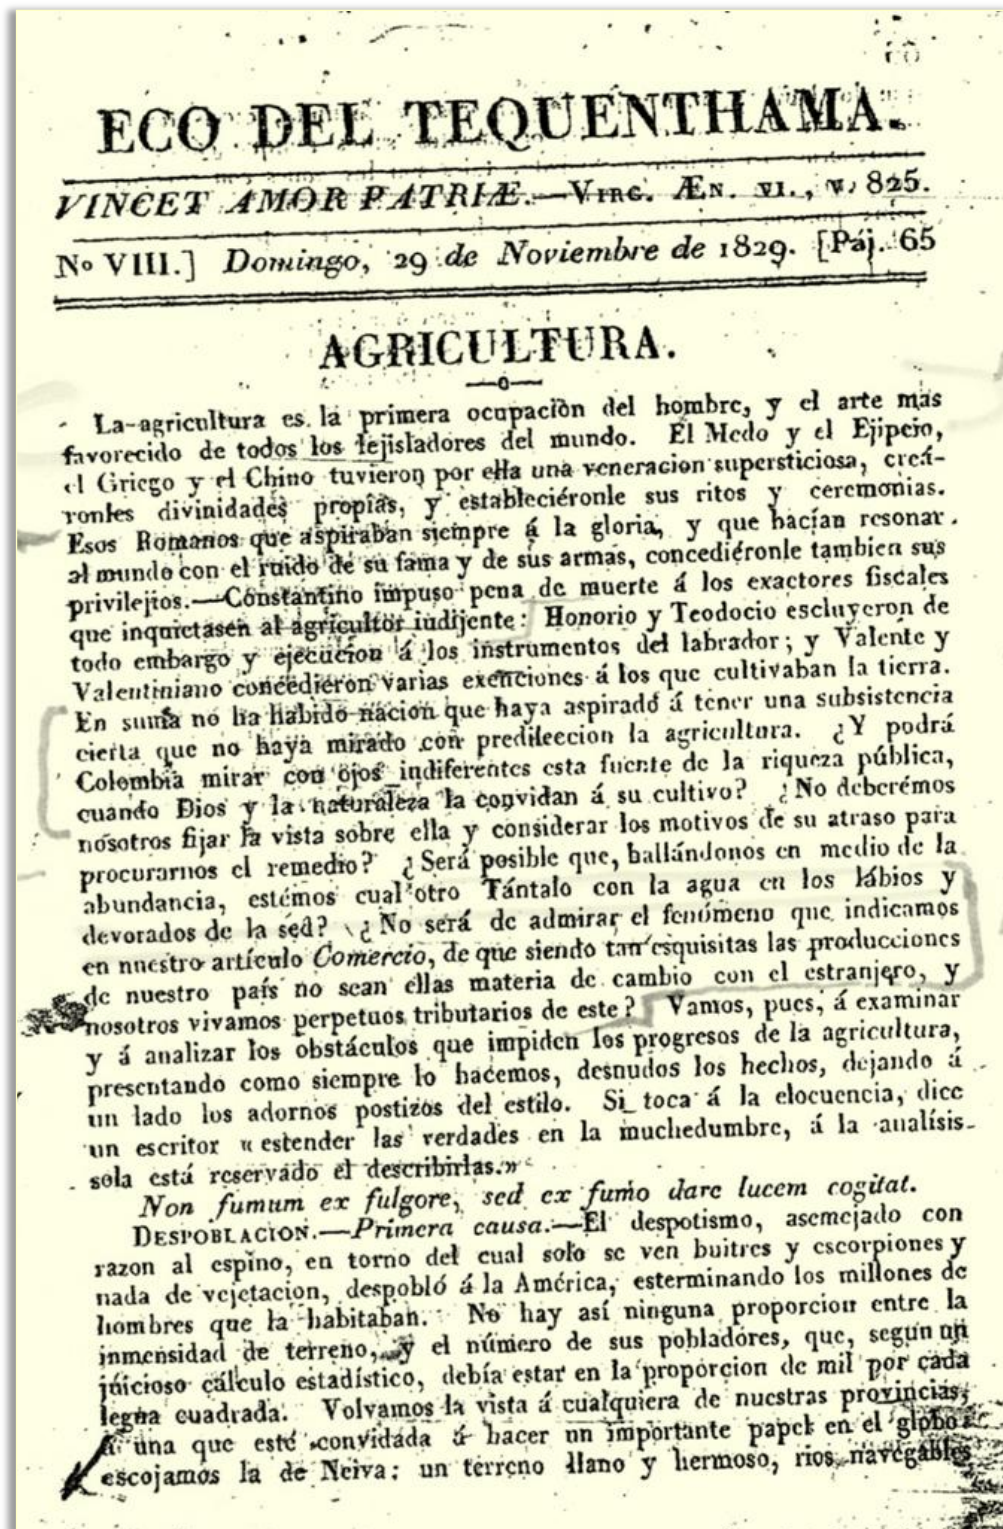 ECO DEL TEQUENTHAMA.
VINCET AMOR PATRIÆ.—VIRG. ÆN. VI., V. 825.
No VIII.] Domingo, 29 de Noviembre de 1829. [Páj. 65
AGRICULTURA.
La agricultura es la primera ocupación del hombre, y el arte mas
favorecido de todos los lejisladores del mundo. El Medo y el Ejipcio,
el Griego y el Chino tuvieron por ella una veneracion supersticiosa, creá-
ronles divinidades propias, y estableciéronle sus ritos y ceremonias.
Esos Romanos que aspiraban siempre á la gloria, y que hacían resonar
al mundo con el ruido de su fama y de sus armas, concediéronle tambien sus
privilejios.—Constantino impuso pena de muerte á los exactores fiscales
que inquietasen al agricultor indijente: Honorio y Teodocio escluyeron de
todo embargo y ejecucion á los instrumentos del labrador; y Valente y
Valentiniano concedieron varias exenciones á los que cultivaban la tierra.
En suma no ha habido nacion que haya aspirado á tener una subsistencia
cierta que no haya mirado con predileccion la agricultura. ¿Y podrá
Colombia mirar con ojos indiferentes esta fuente de la riqueza pública,
cuando Dios y la naturaleza la convidan á su cultivo? ¿No deberémos
nosotros fijar la vista sobre ella y considerar los motivos de su atraso para
procurarnos el remedio? ¿Será posible que, hallándonos en medio de la
abundancia, estémos cual otro Tántalo con la agua en los lábios y
devorados de la sed? ¿No será de admirar el fenómeno que indicamos
en nuestro artículo Comercio, de que siendo tan esquisitas las producciones
de nuestro país no sean ellas materia de cambio con el estranjero, y
nosotros vivamos perpetuos tributarios de este? Vamos, pues, á examinar
y á analizar los obstáculos que impiden los progresos de la agricultura,
presentando como siempre lo hacemos, desnudos los hechos, dejando á
un lado los adornos postizos del estilo. Si toca á la elocuencia, dice
un escritor «estender las verdades en la muchedumbre, á la analísis
sola está reservado el describirlas.»
Non fumum ex fulgore, sed ex fumo dare lucem cogitat.
DESPOBLACION.—Primera causa.—El despotismo, asemejado con
razon al espino, en torno del cual solo se ven buitres y escorpiones y
nada de vejetacion, despobló á la América, esterminando los millones de
hombres que la habitaban. No hay así ninguna proporcion entre la
inmensidad de terreno, y el número de sus pobladóres, que, segun un
juicioso cálculo estadístico, debía estar en la proporcion de mil por cada
legua cuadrada. Volvamos la vista á cualquiera de nuestras provincias,
á una que esté convidada á hacer un importante papel en el globo:
escojamos la de Neiva: un terreno llano y hermoso, rios navegables